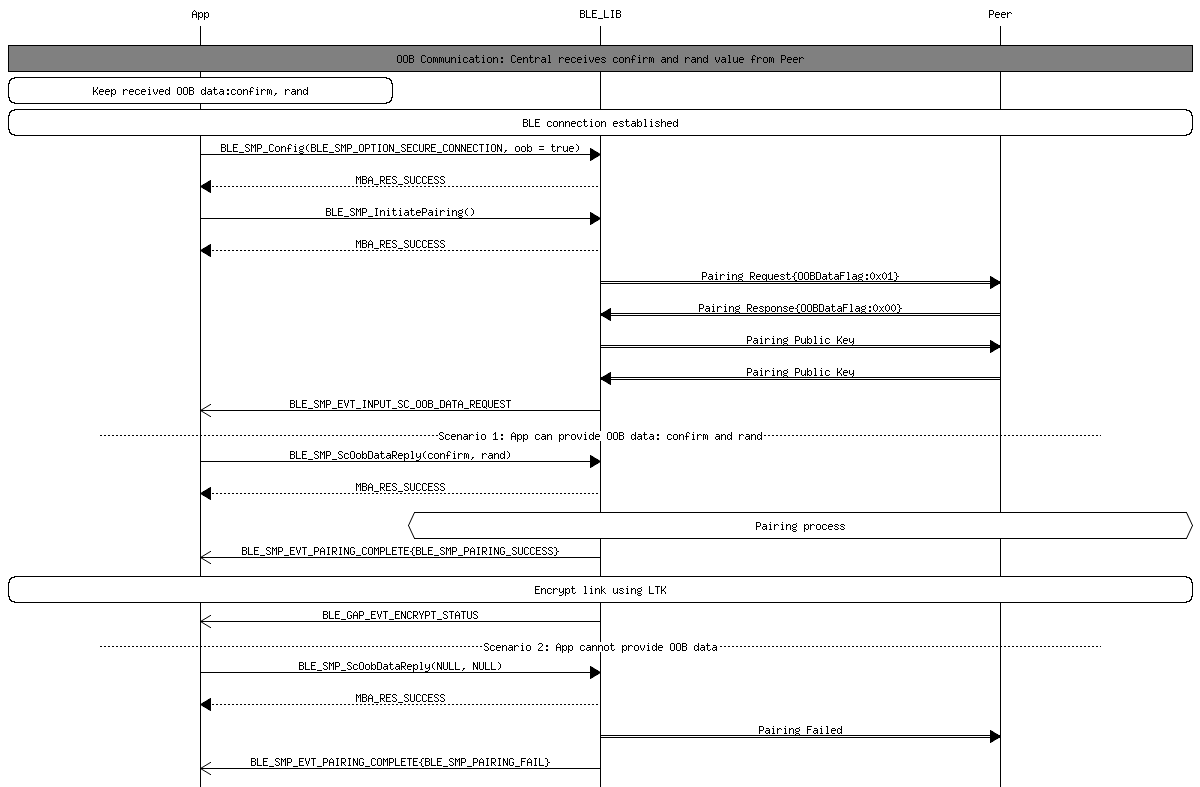 App
BLE_LIB
Peer
OOB Communication: Central receives confirm and rand value from Peer
Keep received OOB data:confirm, rand
BLE connection established
BLE_SMP_Config(BLE_SMP_OPTION_SECURE_CONNECTION, oob = true)
MBA_RES_SUCCESS
BLE_SMP_InitiatePairing()
MBA_RES_SUCCESS
Pairing Request{OOBDataFlag:0x01}
Pairing Response{OOBDataFlag:0x00}
Pairing Public Key
Pairing Public Key
BLE_SMP_EVT_INPUT_SC_OOB_DATA_REQUEST
Scenario 1: App can provide OOB data: confirm and rand
BLE_SMP_ScOobDataReply(confirm, rand)
MBA_RES_SUCCESS
Pairing process
BLE_SMP_EVT_PAIRING_COMPLETE{BLE_SMP_PAIRING_SUCCESS}
Encrypt link using LTK
BLE_GAP_EVT_ENCRYPT_STATUS
Scenario 2: App cannot provide OOB data
BLE_SMP_ScOobDataReply(NULL, NULL)
MBA_RES_SUCCESS
Pairing Failed
BLE_SMP_EVT_PAIRING_COMPLETE{BLE_SMP_PAIRING_FAIL}